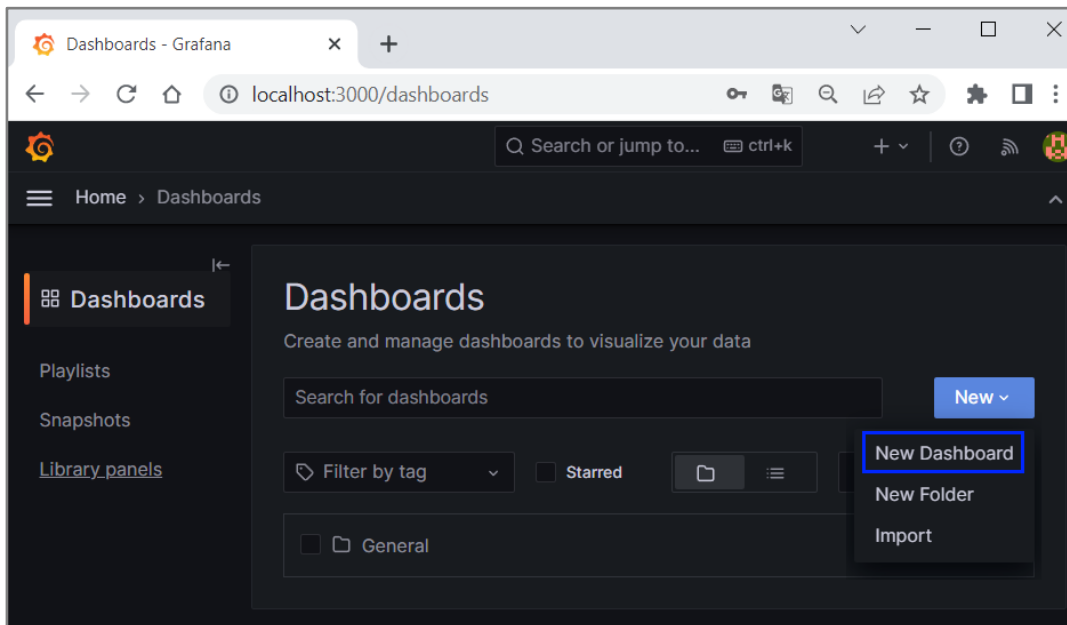 Dashboards - Grafana
localhost:3000/dashboards
Search or jump to... ctrl+k
Home › Dashboards
Dashboards
Playlists
Snapshots
Library panels
Dashboards
Create and manage dashboards to visualize your data
Search for dashboards
New
Filter by tag
Starred
New Dashboard
New Folder
Import
General